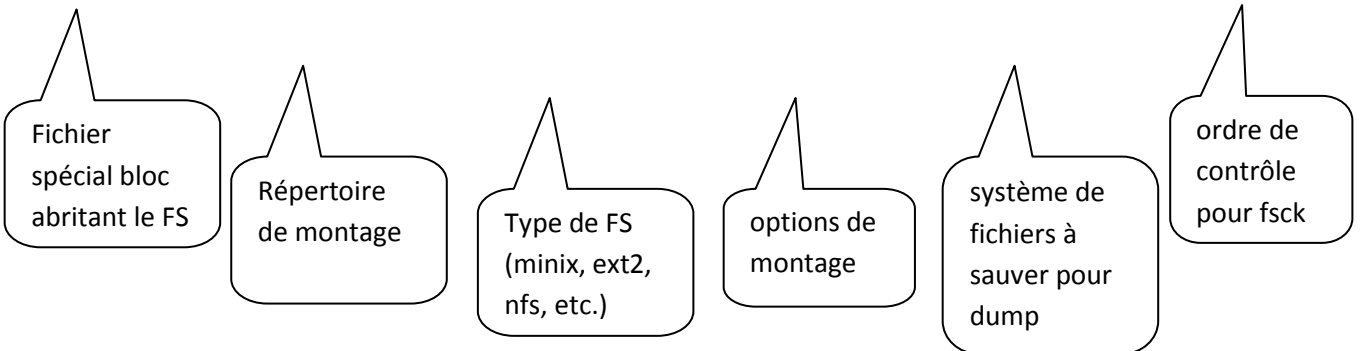 Fichier
spécial bloc
abritant le FS
Répertoire
de montage
Type de FS
(minix, ext2,
nfs, etc.)
options de
montage
système de
fichiers à
sauver pour
dump
ordre de
contrôle
pour fsck